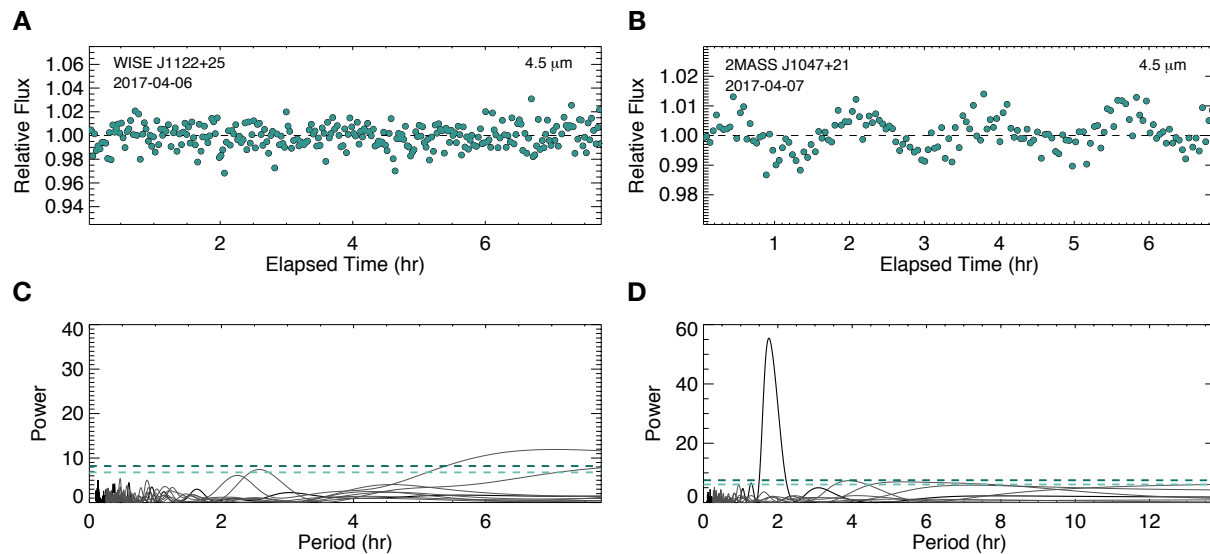 A
WISE J1122+25
2017-04-06
4.5 μm
Relative Flux
1.06
1.04
1.02
1.00
0.98
0.96
0.94
2
4
6
Elapsed Time (hr)
B
2MASS J1047+21
2017-04-07
4.5 μm
Relative Flux
1.02
1.01
1.00
0.99
0.98
1
2
3
4
5
6
Elapsed Time (hr)
C
Power
40
30
20
10
0
0
2
4
6
Period (hr)
D
Power
60
40
20
0
0
2
4
6
8
10
12
Period (hr)